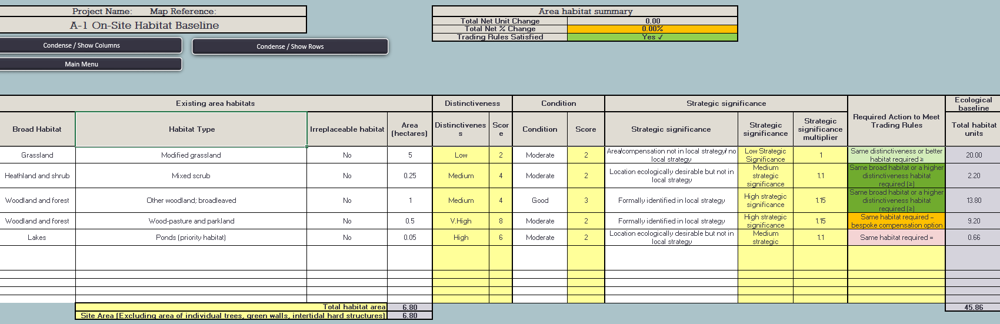 Project Name: Map Reference:
A-1 On-Site Habitat Baseline
Condense / Show Columns
Condense / Show Rows
Main Menu
Area habitat summary
Total Net Unit Change 0.00
Total Net % Change 0.00%
Trading Rules Satisfied Yes ✓
Existing area habitats
Distinctiveness
Condition
Strategic significance
Required Action to Meet
Trading Rules
Ecological
baseline
Broad Habitat
Habitat Type
Irreplaceable habitat
Area
(hectares)
Distinctivenes
s
Scor
e
Condition
Score
Strategic significance
Strategic
significance
Strategic
significance
multiplier
Total habitat
units
Grassland
Modified grassland
No
5
Low
2
Moderate
2
Area/compensation not in local strategy/ no
local strategy
Low Strategic
Significance
1
Same distinctiveness or better
habitat required ≥
20.00
Heathland and shrub
Mixed scrub
No
0.25
Medium
4
Moderate
2
Location ecologically desirable but not in
local strategy
Medium
strategic
significance
1.1
Same broad habitat or a higher
distinctiveness habitat
required (≥)
2.20
Woodland and forest
Other woodland; broadleaved
No
1
Medium
4
Good
3
Formally identified in local strategy
High strategic
significance
1.15
Same broad habitat or a higher
distinctiveness habitat
required (≥)
13.80
Woodland and forest
Wood-pasture and parkland
No
0.5
V.High
8
Moderate
2
Formally identified in local strategy
High strategic
significance
1.15
Same habitat required –
bespoke compensation option
9.20
Lakes
Ponds (priority habitat)
No
0.05
High
6
Moderate
2
Location ecologically desirable but not in
local strategy
Medium
strategic
1.1
Same habitat required =
0.66
Total habitat area 6.80
45.86
Site Area (Excluding area of individual trees, green walls, intertidal hard structures) 6.80